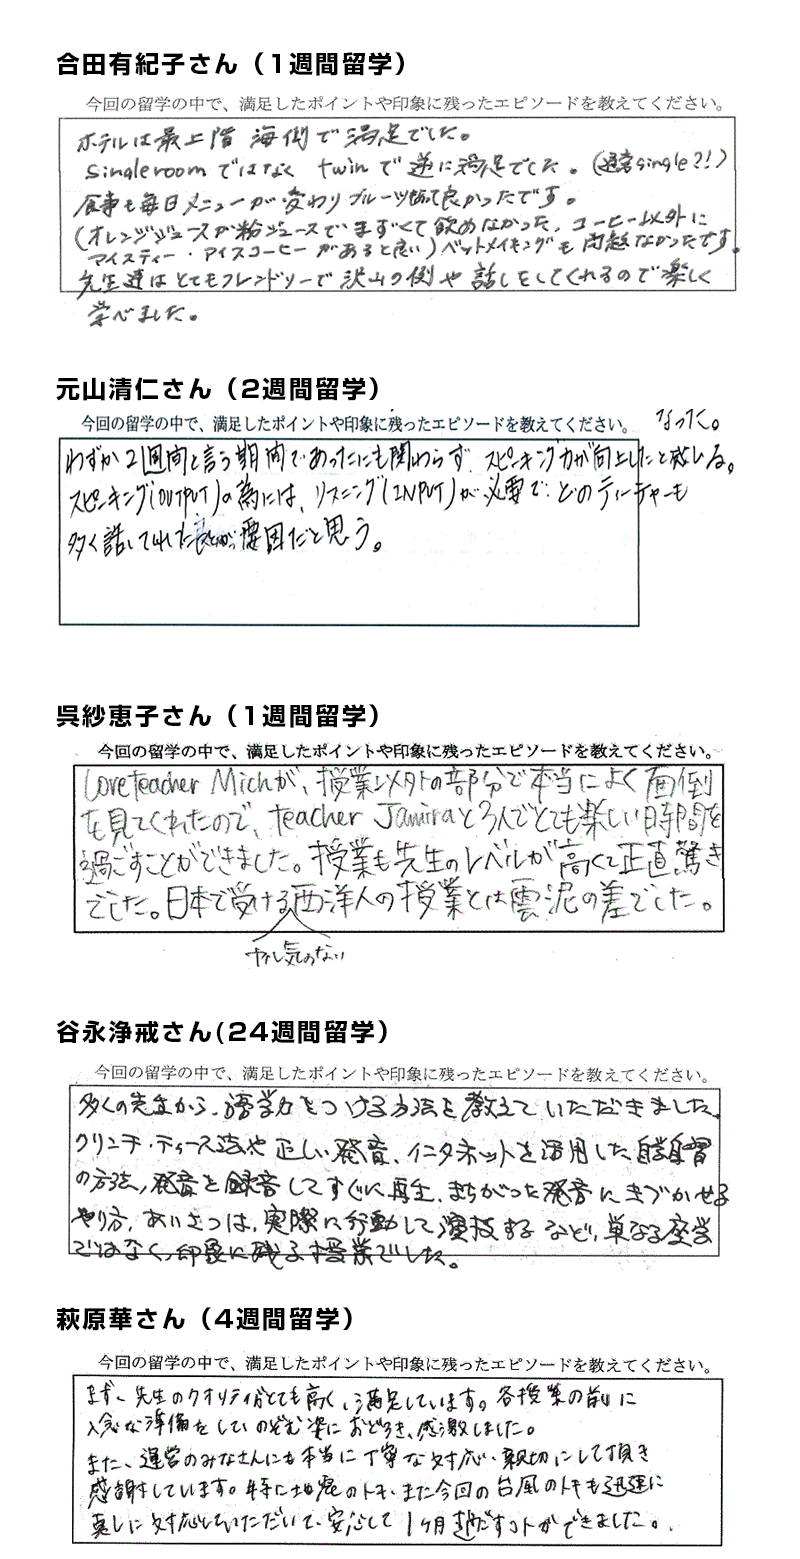 合田有紀子さん（1週間留学）
今回の留学の中で、満足したポイントや印象に残ったエピソードを教えてください。
ホテルは最上階 海側で満足でした。
singleroomではなく twinで逆に満足でした。（通常single?!）
食事も毎日メニューが変わりフルーツもあって良かったです。
（オレンジジュースが粉ジュースでまずくて飲めなかった、コーヒー以外に
アイスティー・アイスコーヒーがあると良い）ベットメイキングも問題なかったです。
先生達はとてもフレンドリーで沢山の例や話しをしてくれるので楽しく
学べました。
元山清仁さん（2週間留学）
今回の留学の中で、満足したポイントや印象に残ったエピソードを教えてください。
なった。
わずか2週間と言う期間であったにも関わらず、スピーキング力が向上したと感じる。
スピーキング(OUTPUT)の為には、リスニング(INPUT)が必要で、どのティーチャーも
多く話してくれた 要因だと思う。
呉紗恵子さん（1週間留学）
今回の留学の中で、満足したポイントや印象に残ったエピソードを教えてください。
Love teacher Michが、授業以外の部分で本当によく面倒
を見てくれたので、teacher Jamiraと3人でとても楽しい時間を
過ごすことができました。授業も先生のレベルが高くて正直驚き
でした。日本で受ける西洋人の授業とは雲泥の差でした。
ヤル気のない
谷永浄戒さん(24週間留学）
今回の留学の中で、満足したポイントや印象に残ったエピソードを教えてください。
多くの先生から、語学力をつける方法を教えていただきました。
クリンチ・ティース法や正しい発音、インタネットを活用した自学自習
の方法、発音を録音してすぐに再生、まちがった発音にきづかせる
やり方、あいさつは、実際に行動して演技するなど、単なる座学
ではなく、印象に残る授業でした。
萩原華さん（4週間留学）
今回の留学の中で、満足したポイントや印象に残ったエピソードを教えてください。
まず、先生のクオリティがとても高く、満足しています。各授業の前に
入念な準備をしてのぞむ姿におどろき、感激しました。
また、運営のみなさんにも本当に丁寧な対応・親切にして頂き
感謝しています。特に地震のトキ、また今回の台風のトキも迅速に
真しに対応していただいて、安心して1ヶ月過ごすコトができました。